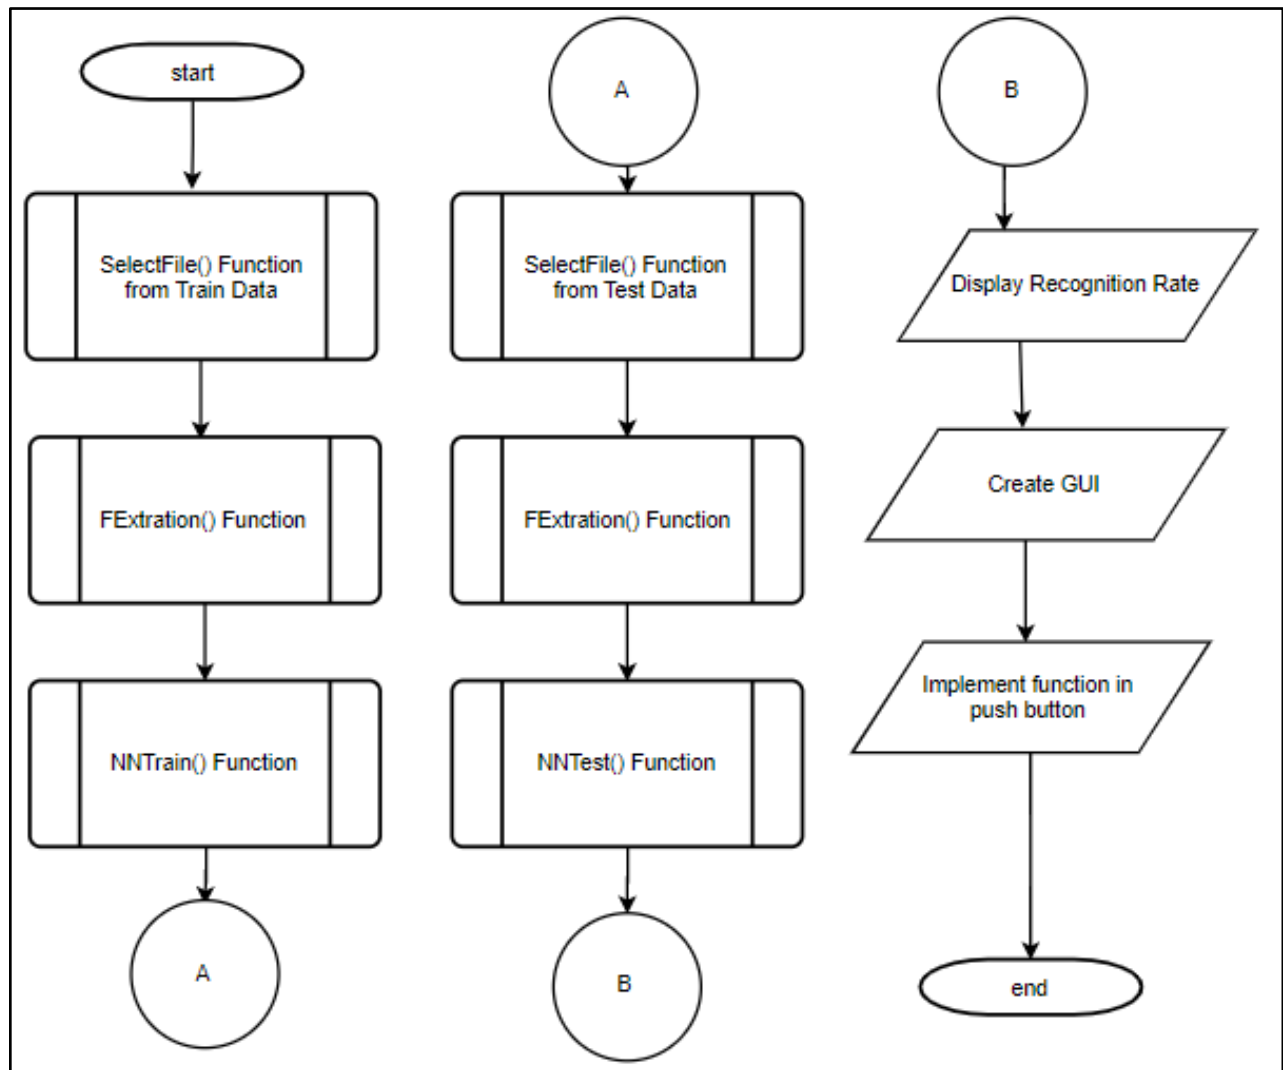 start
SelectFile() Function
from Train Data
FExtration() Function
NNTrain() Function
A
A
SelectFile() Function
from Test Data
FExtration() Function
NNTest() Function
B
B
Display Recognition Rate
Create GUI
Implement function in
push button
end